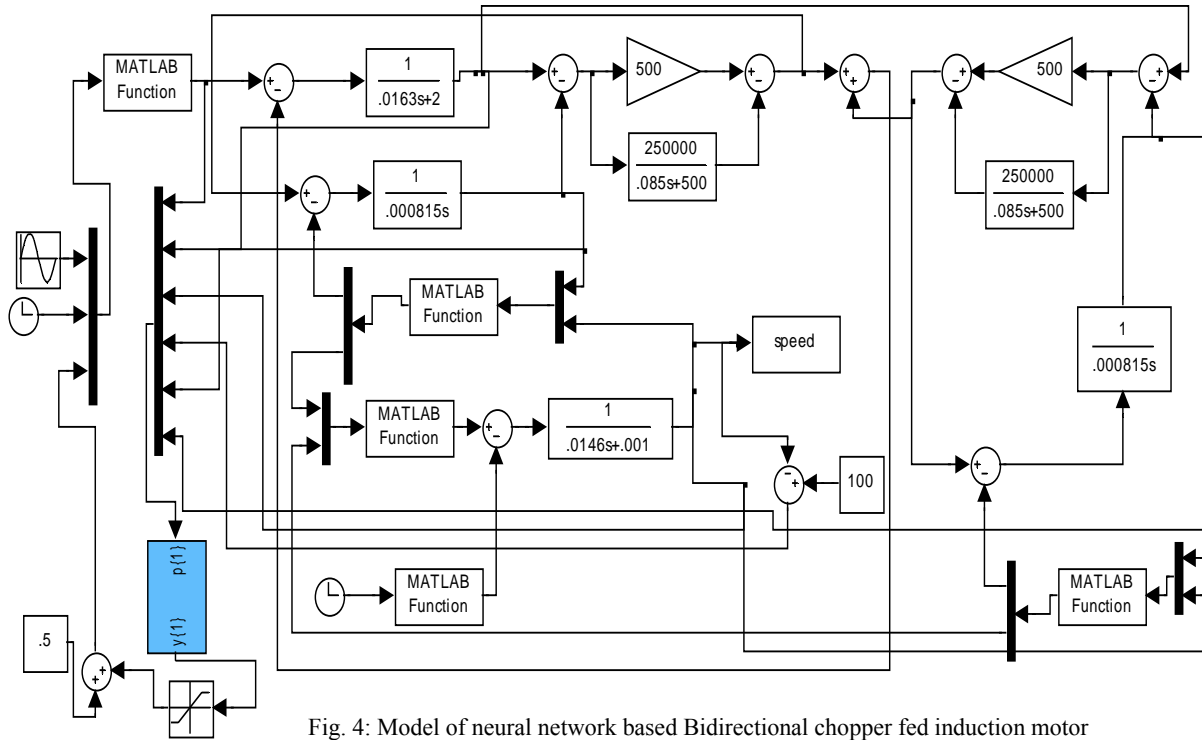 MATLAB
Function
+
-
1
.0163s+2
+
-
500
+
-
+
+
+
-
500
+
-
250000
.085s+500
250000
.085s+500
+
-
1
.000815s
MATLAB
Function
speed
1
.000815s
MATLAB
Function
+
-
1
.0146s+.001
-
+
100
+
-
p{1}
y{1}
MATLAB
Function
MATLAB
Function
.5
+
+
Fig. 4: Model of neural network based Bidirectional chopper fed induction motor